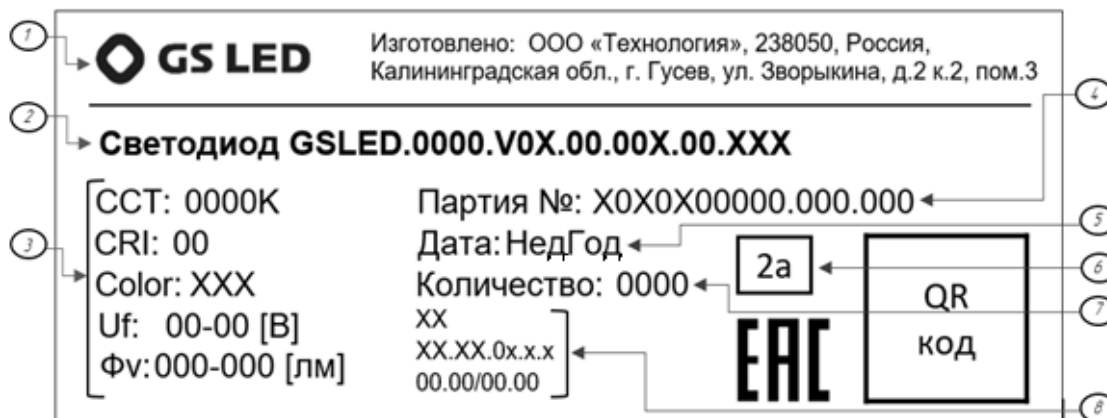 1
GS LED
Изготовлено: ООО «Технология», 238050, Россия,
Калининградская обл., г. Гусев, ул. Зворыкина, д.2 к.2, пом.3
4
2
Светодиод GSLED.0000.V0X.00.00X.00.XXX
3
CCT: 0000K
CRI: 00
Color: XXX
Uf: 00-00 [В]
Фv:000-000 [лм]
Партия №: X0X0X00000.000.000
Дата:НедГод
Количество: 0000
XX
XX.XX.0x.x.x
00.00/00.00
2a
EAC
QR
код
5
6
7
8